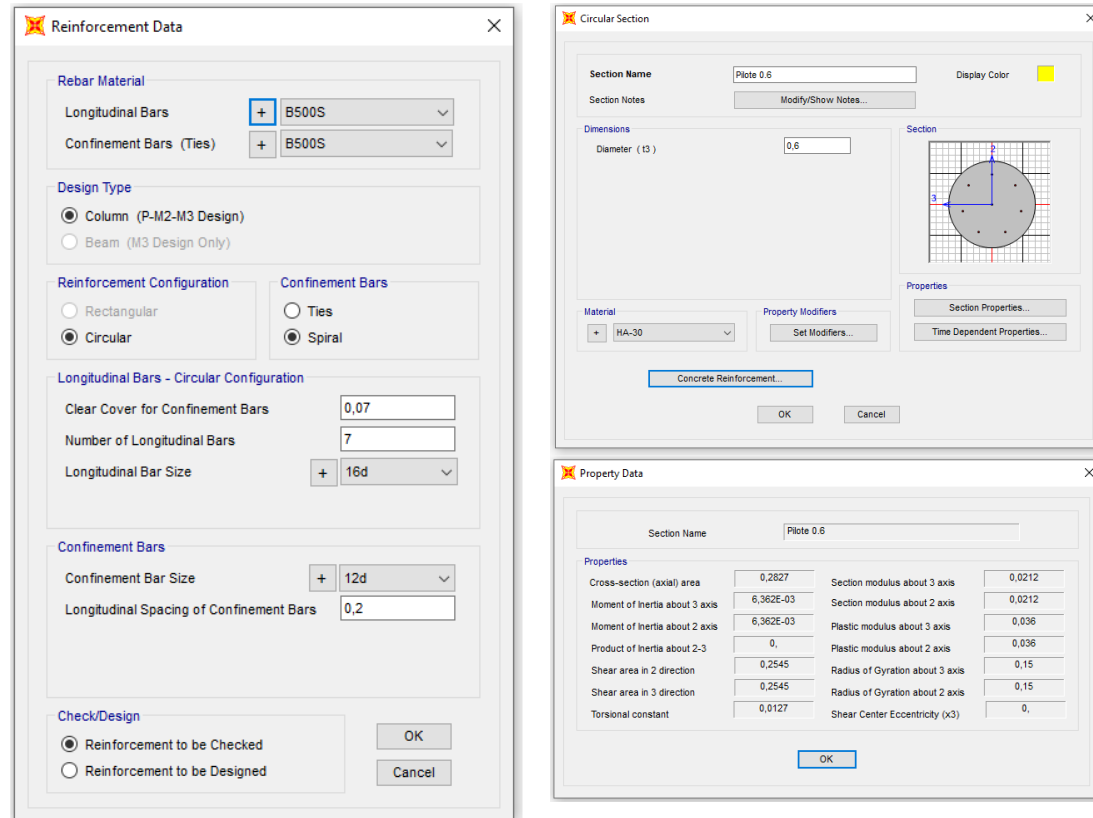 Reinforcement Data
Rebar Material
Longitudinal Bars + B500S
Confinement Bars (Ties) + B500S
Design Type
Column (P-M2-M3 Design)
Beam (M3 Design Only)
Reinforcement Configuration
Rectangular
Circular
Confinement Bars
Ties
Spiral
Longitudinal Bars - Circular Configuration
Clear Cover for Confinement Bars 0,07
Number of Longitudinal Bars 7
Longitudinal Bar Size + 16d
Confinement Bars
Confinement Bar Size + 12d
Longitudinal Spacing of Confinement Bars 0,2
Check/Design
Reinforcement to be Checked
Reinforcement to be Designed
OK
Cancel
Circular Section
Section Name Pilote 0.6 Display Color
Section Notes Modify/Show Notes...
Dimensions
Diameter ( t3 ) 0,6
Section
2
3
Properties
Section Properties...
Time Dependent Properties...
Material
+ HA-30
Property Modifiers
Set Modifiers...
Concrete Reinforcement...
OK Cancel
Property Data
Section Name Pilote 0.6
Properties
Cross-section (axial) area 0,2827 Section modulus about 3 axis 0,0212
Moment of Inertia about 3 axis 6,362E-03 Section modulus about 2 axis 0,0212
Moment of Inertia about 2 axis 6,362E-03 Plastic modulus about 3 axis 0,036
Product of Inertia about 2-3 0, Plastic modulus about 2 axis 0,036
Shear area in 2 direction 0,2545 Radius of Gyration about 3 axis 0,15
Shear area in 3 direction 0,2545 Radius of Gyration about 2 axis 0,15
Torsional constant 0,0127 Shear Center Eccentricity (x3) 0,
OK